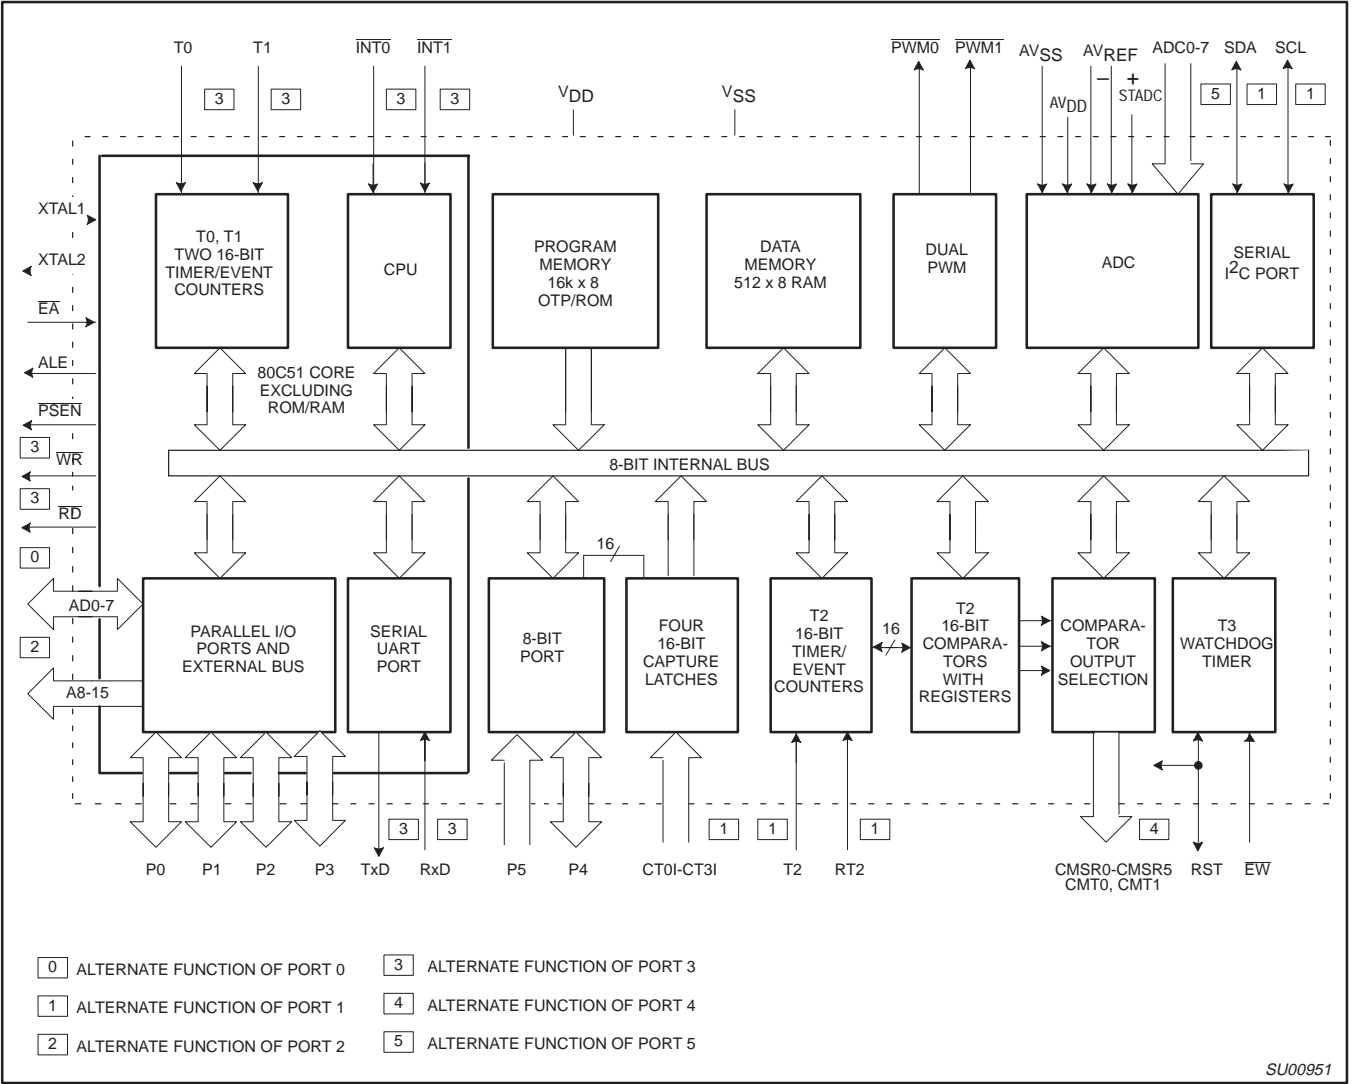 T0 T1 INT0 INT1 PWM0 PWM1 AVSS AVREF ADC0-7 SDA SCL
− +
3 3 3 3 VDD VSS AVDD STADC 5 1 1
XTAL1
XTAL2
EA
ALE
PSEN
3 WR
3 RD
0
AD0-7
2
A8-15
T0, T1
TWO 16-BIT
TIMER/EVENT
COUNTERS
CPU
PROGRAM
MEMORY
16k x 8
OTP/ROM
DATA
MEMORY
512 x 8 RAM
DUAL
PWM
ADC
SERIAL
I2C PORT
80C51 CORE
EXCLUDING
ROM/RAM
8-BIT INTERNAL BUS
16
PARALLEL I/O
PORTS AND
EXTERNAL BUS
SERIAL
UART
PORT
8-BIT
PORT
FOUR
16-BIT
CAPTURE
LATCHES
T2
16-BIT
TIMER/
EVENT
COUNTERS
16
T2
16-BIT
COMPARA-
TORS
WITH
REGISTERS
COMPARA-
TOR
OUTPUT
SELECTION
T3
WATCHDOG
TIMER
3 3 1 1 1 4
P0 P1 P2 P3 TxD RxD P5 P4 CT0I-CT3I T2 RT2 CMSR0-CMSR5 RST EW
CMT0, CMT1
0 ALTERNATE FUNCTION OF PORT 0
1 ALTERNATE FUNCTION OF PORT 1
2 ALTERNATE FUNCTION OF PORT 2
3 ALTERNATE FUNCTION OF PORT 3
4 ALTERNATE FUNCTION OF PORT 4
5 ALTERNATE FUNCTION OF PORT 5
SU00951